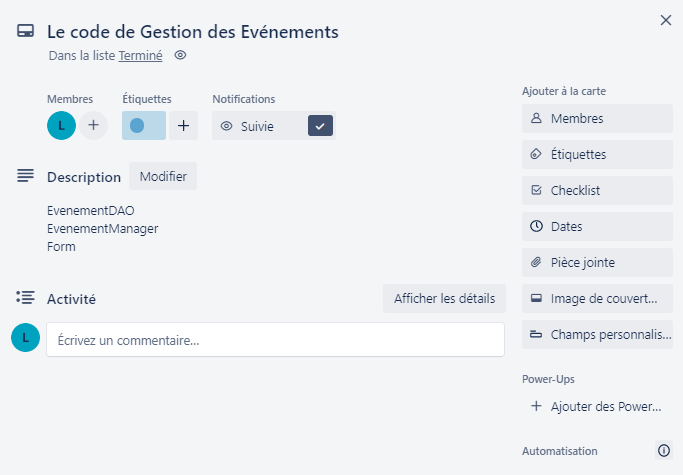 Le code de Gestion des Evénements
Dans la liste Terminé
Membres
Étiquettes
Notifications
L
Suivie
Description
Modifier
EvenementDAO
EvenementManager
Form
Activité
Afficher les détails
L
Écrivez un commentaire…
Ajouter à la carte
Membres
Étiquettes
Checklist
Dates
Pièce jointe
Image de couvert…
Champs personnalis…
Power-Ups
Ajouter des Power…
Automatisation